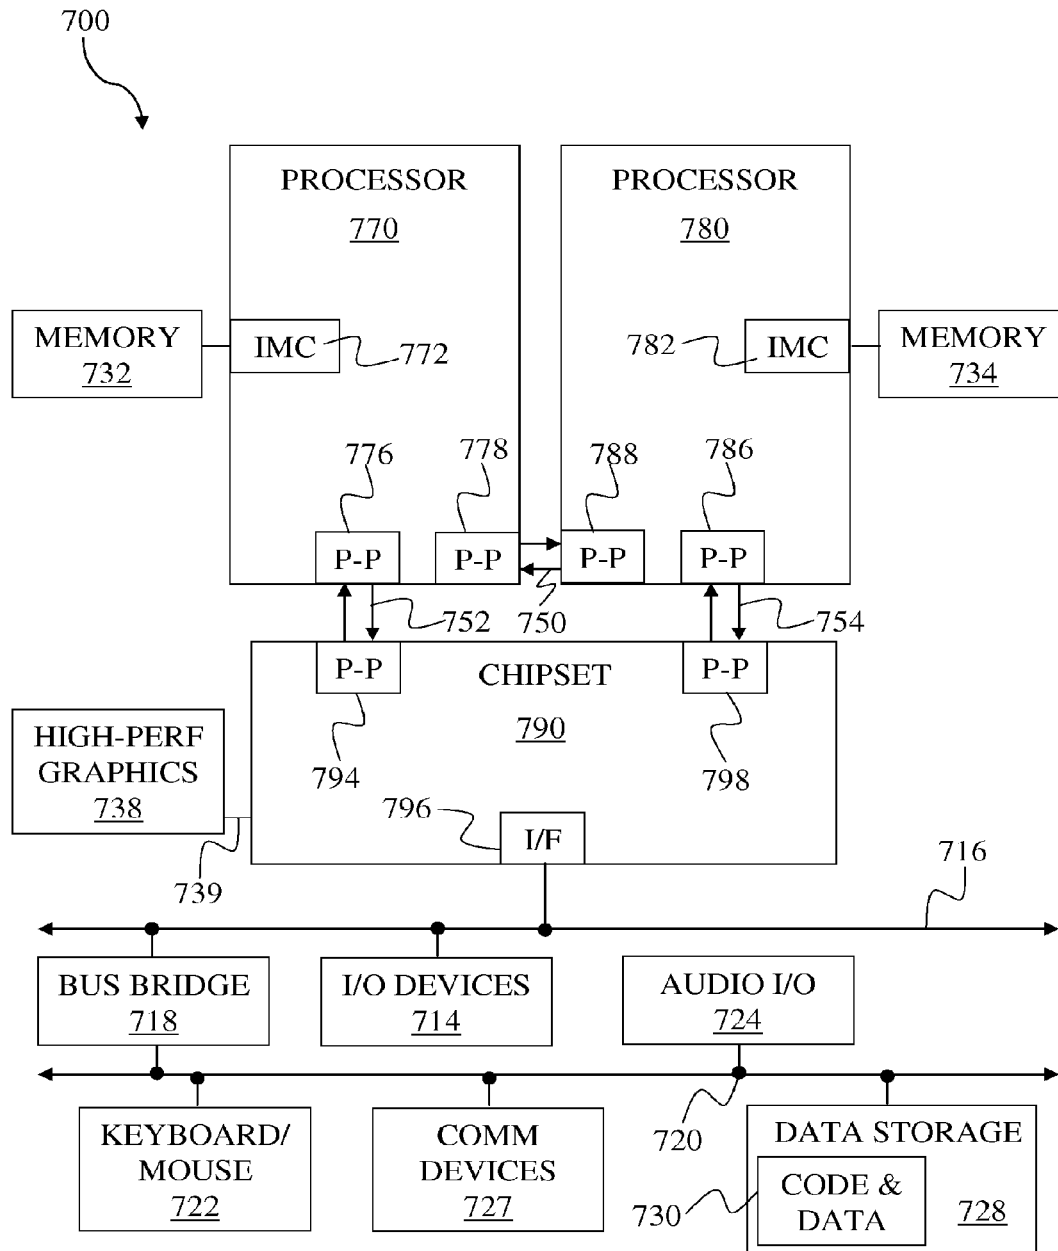 700
PROCESSOR
770
PROCESSOR
780
MEMORY
732
IMC
772
782
IMC
MEMORY
734
776
778
788
786
P-P
P-P
P-P
P-P
752
750
754
P-P
CHIPSET
P-P
790
HIGH-PERF
GRAPHICS
738
794
798
796
I/F
739
716
BUS BRIDGE
718
I/O DEVICES
714
AUDIO I/O
724
KEYBOARD/
MOUSE
722
COMM
DEVICES
727
720
DATA STORAGE
730
CODE &
DATA
728